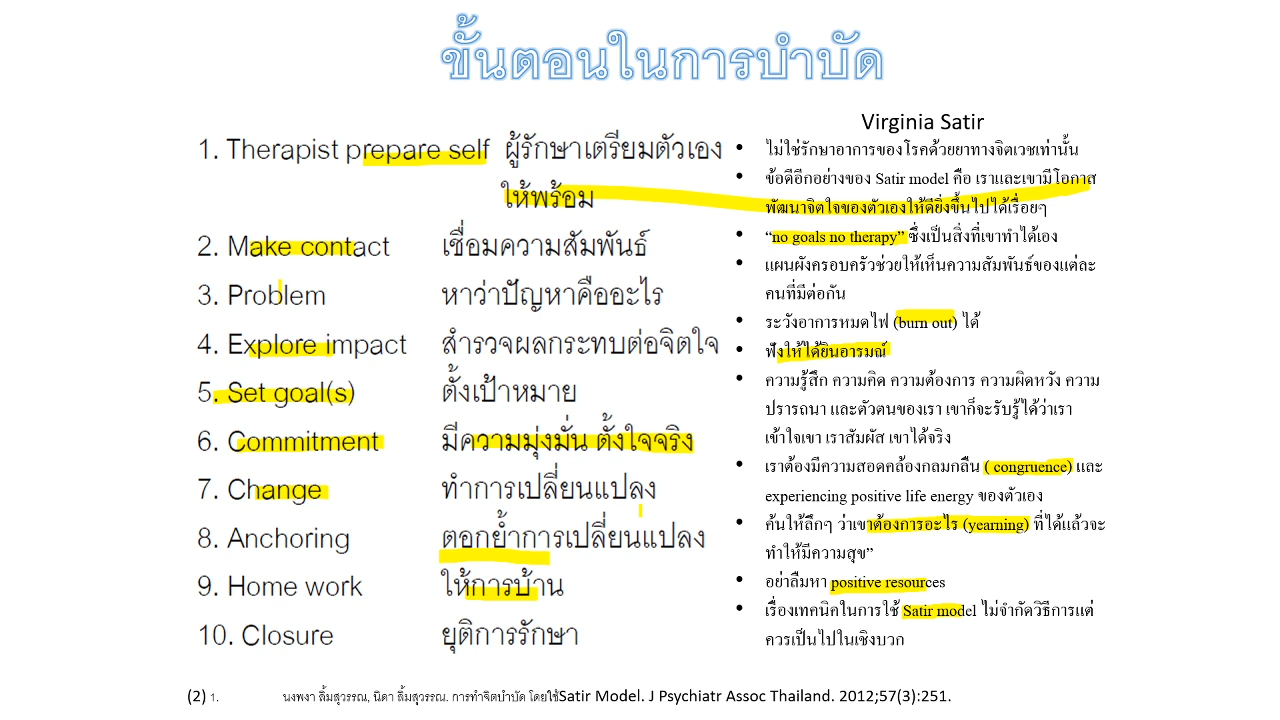 ขั้นตอนในการบำบัด
1. Therapist prepare self ผู้รักษาเตรียมตัวเอง
ให้พร้อม
2. Make contact เชื่อมความสัมพันธ์
3. Problem หาว่าปัญหาคืออะไร
4. Explore impact สำรวจผลกระทบต่อจิตใจ
5. Set goal(s) ตั้งเป้าหมาย
6. Commitment มีความมุ่งมั่น ตั้งใจจริง
7. Change ทำการเปลี่ยนแปลง
8. Anchoring ตอกย้ำการเปลี่ยนแปลง
9. Home work ให้การบ้าน
10. Closure ยุติการรักษา
Virginia Satir
• ไม่ใช่รักษาอาการของโรคด้วยยาทางจิตเวชเท่านั้น
• ข้อดีอีกอย่างของ Satir model คือ เราและเขามีโอกาส
พัฒนาจิตใจของตัวเองให้ดียิ่งขึ้นไปได้เรื่อยๆ
• “no goals no therapy” ซึ่งเป็นสิ่งที่เขาทำได้เอง
• แผนผังครอบครัวช่วยให้เห็นความสัมพันธ์ของแต่ละ
คนที่มีต่อกัน
• ระวังอาการหมดไฟ (burn out) ได้
• ฟังให้ได้ยินอารมณ์
• ความรู้สึก ความคิด ความต้องการ ความผิดหวัง ความ
ปรารถนา และตัวตนของเรา เขาก็จะรับรู้ได้ว่าเรา
เข้าใจเขา เราสัมผัส เขาได้จริง
• เราต้องมีความสอดคล้องกลมกลืน ( congruence) และ
experiencing positive life energy ของตัวเอง
• ค้นให้ลึกๆ ว่าเขาต้องการอะไร (yearning) ที่ได้แล้วจะ
ทำให้มีความสุข”
• อย่าลืมหา positive resources
• เรื่องเทคนิคในการใช้ Satir model ไม่จำกัดวิธีการแต่
ควรเป็นไปในเชิงบวก
(2) 1. นงพงา ลิ้มสุวรรณ, นิดา ลิ้มสุวรรณ. การทำจิตบำบัด โดยใช้Satir Model. J Psychiatr Assoc Thailand. 2012;57(3):251.